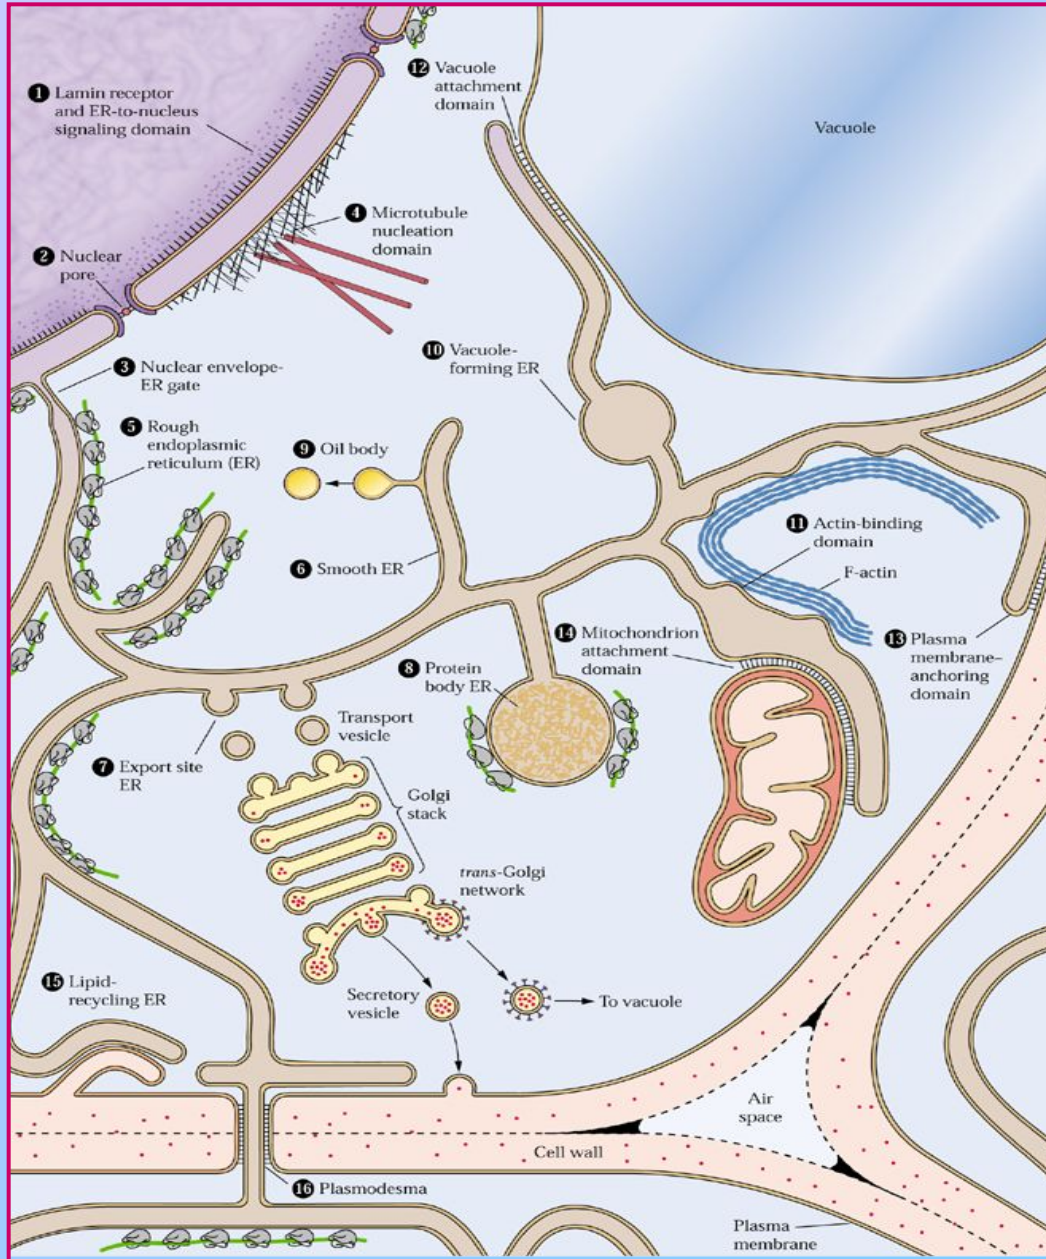 1 Lamin receptor
and ER-to-nucleus
signaling domain
2 Nuclear
pore
3 Nuclear envelope-
ER gate
4 Microtubule
nucleation
domain
5 Rough
endoplasmic
reticulum (ER)
12 Vacuole
attachment
domain
Vacuole
10 Vacuole-
forming ER
9 Oil body
6 Smooth ER
11 Actin-binding
domain
F-actin
13 Plasma
membrane–
anchoring
domain
14 Mitochondrion
attachment
domain
8 Protein
body ER
7 Export site
ER
Transport
vesicle
Golgi
stack
trans-Golgi
network
Secretory
vesicle
To vacuole
15 Lipid-
recycling ER
Air
space
Cell wall
16 Plasmodesma
Plasma
membrane